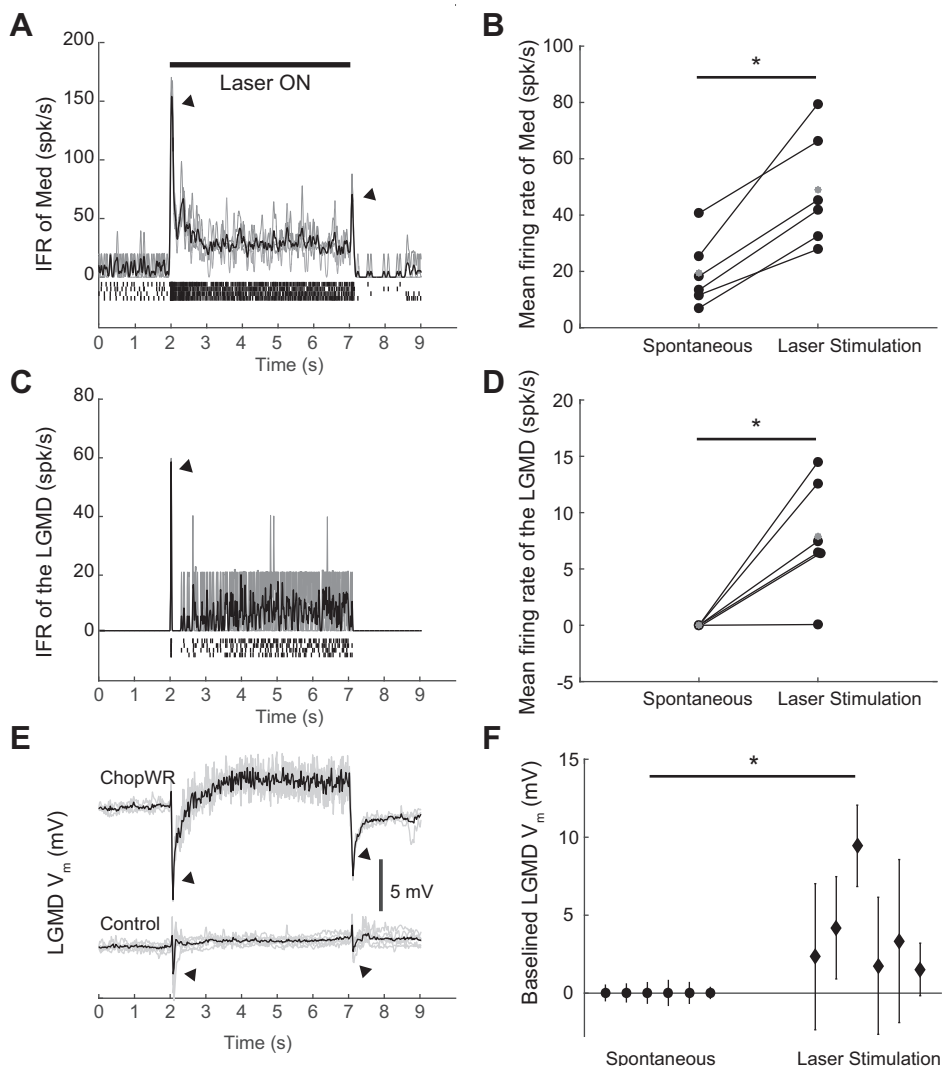 A
IFR of Med (spk/s)
200
150
100
50
0
Laser ON
0 1 2 3 4 5 6 7 8 9
Time (s)
B
Mean firing rate of Med (spk/s)
100
80
60
40
20
0
*
Spontaneous Laser Stimulation
C
IFR of the LGMD (spk/s)
80
60
40
20
0
0 1 2 3 4 5 6 7 8 9
Time (s)
D
Mean firing rate of the LGMD (spk/s)
20
15
10
5
0
-5
*
Spontaneous Laser Stimulation
E
LGMD Vm (mV)
ChopWR
5 mV
Control
0 1 2 3 4 5 6 7 8 9
Time (s)
F
Baselined LGMD Vm (mV)
15
10
5
0
*
Spontaneous Laser Stimulation